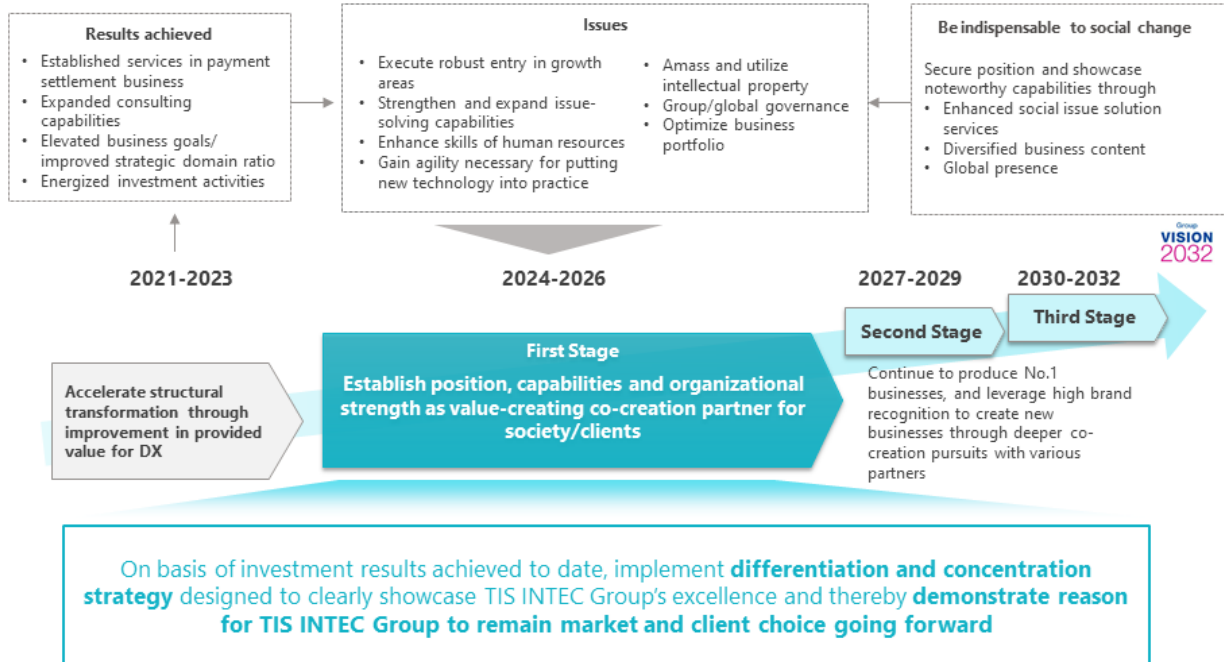 Results achieved
• Established services in payment
settlement business
• Expanded consulting
capabilities
• Elevated business goals/
improved strategic domain ratio
• Energized investment activities
Issues
• Execute robust entry in growth
areas
• Strengthen and expand issue-
solving capabilities
• Enhance skills of human resources
• Gain agility necessary for putting
new technology into practice
• Amass and utilize
intellectual property
• Group/global governance
• Optimize business
portfolio
Be indispensable to social change
Secure position and showcase
noteworthy capabilities through
• Enhanced social issue solution
services
• Diversified business content
• Global presence
Group
VISION
2032
2021-2023
2024-2026
2027-2029
2030-2032
Accelerate structural
transformation through
improvement in provided
value for DX
First Stage
Establish position, capabilities and organizational
strength as value-creating co-creation partner for
society/clients
Second Stage
Third Stage
Continue to produce No.1
businesses, and leverage high brand
recognition to create new
businesses through deeper co-
creation pursuits with various
partners
On basis of investment results achieved to date, implement differentiation and concentration
strategy designed to clearly showcase TIS INTEC Group's excellence and thereby demonstrate reason
for TIS INTEC Group to remain market and client choice going forward